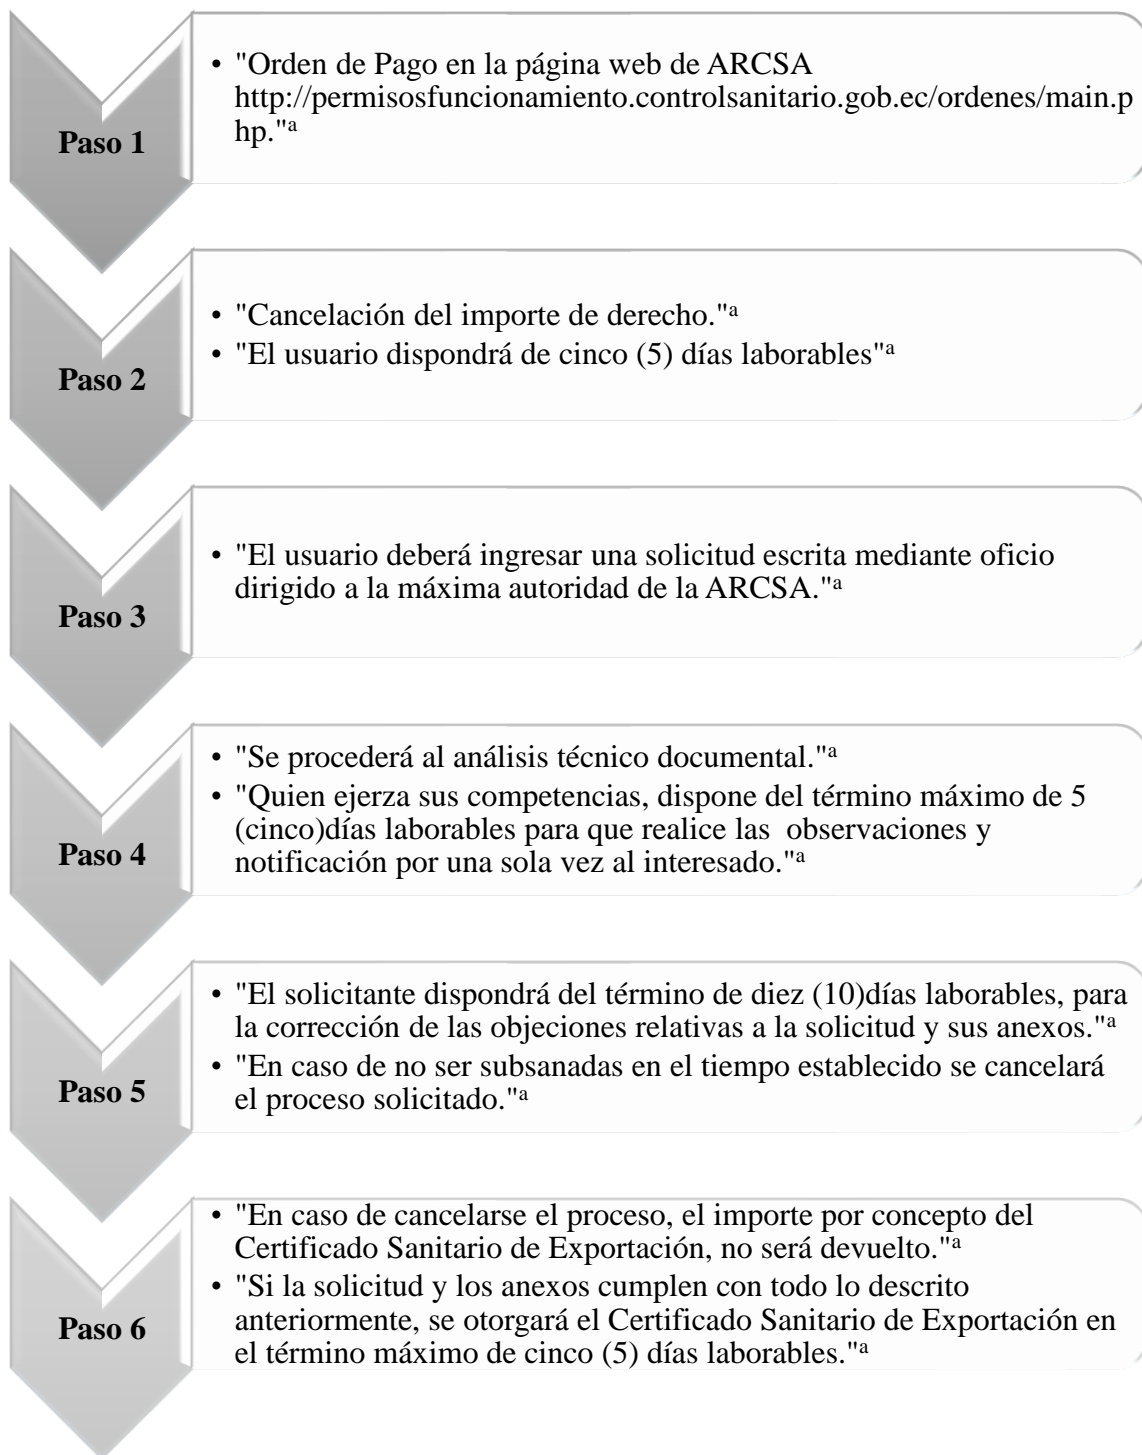 Paso 1
• "Orden de Pago en la página web de ARCSA
http://permisosfuncionamiento.controlsanitario.gob.ec/ordenes/main.p
hp."ª
Paso 2
• "Cancelación del importe de derecho."ª
• "El usuario dispondrá de cinco (5) días laborables"ª
Paso 3
• "El usuario deberá ingresar una solicitud escrita mediante oficio
dirigido a la máxima autoridad de la ARCSA."ª
Paso 4
• "Se procederá al análisis técnico documental."ª
• "Quien ejerza sus competencias, dispone del término máximo de 5
(cinco)días laborables para que realice las  observaciones y
notificación por una sola vez al interesado."ª
Paso 5
• "El solicitante dispondrá del término de diez (10)días laborables, para
la corrección de las objeciones relativas a la solicitud y sus anexos."ª
• "En caso de no ser subsanadas en el tiempo establecido se cancelará
el proceso solicitado."ª
Paso 6
• "En caso de cancelarse el proceso, el importe por concepto del
Certificado Sanitario de Exportación, no será devuelto."ª
• "Si la solicitud y los anexos cumplen con todo lo descrito
anteriormente, se otorgará el Certificado Sanitario de Exportación en
el término máximo de cinco (5) días laborables."ª